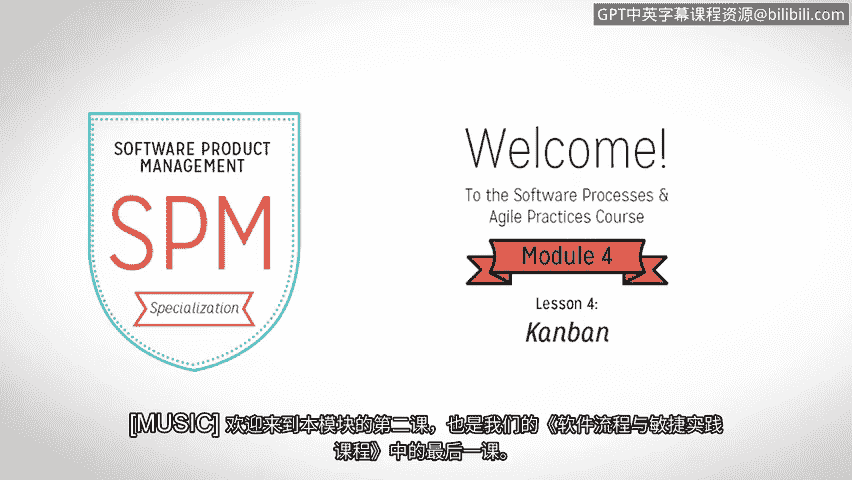 GPT中英字幕课程资源@bilibili.com
SOFTWARE PRODUCT
MANAGEMENT
SPM
Specialization
Welcome!
To the Software Processes &
Agile Practices Course
Module 4
Lesson 4:
Kanban
[MUSIC] 欢迎来到本模块的第二课，也是我们的《软件流程与敏捷实践
课程》中的最后一课。